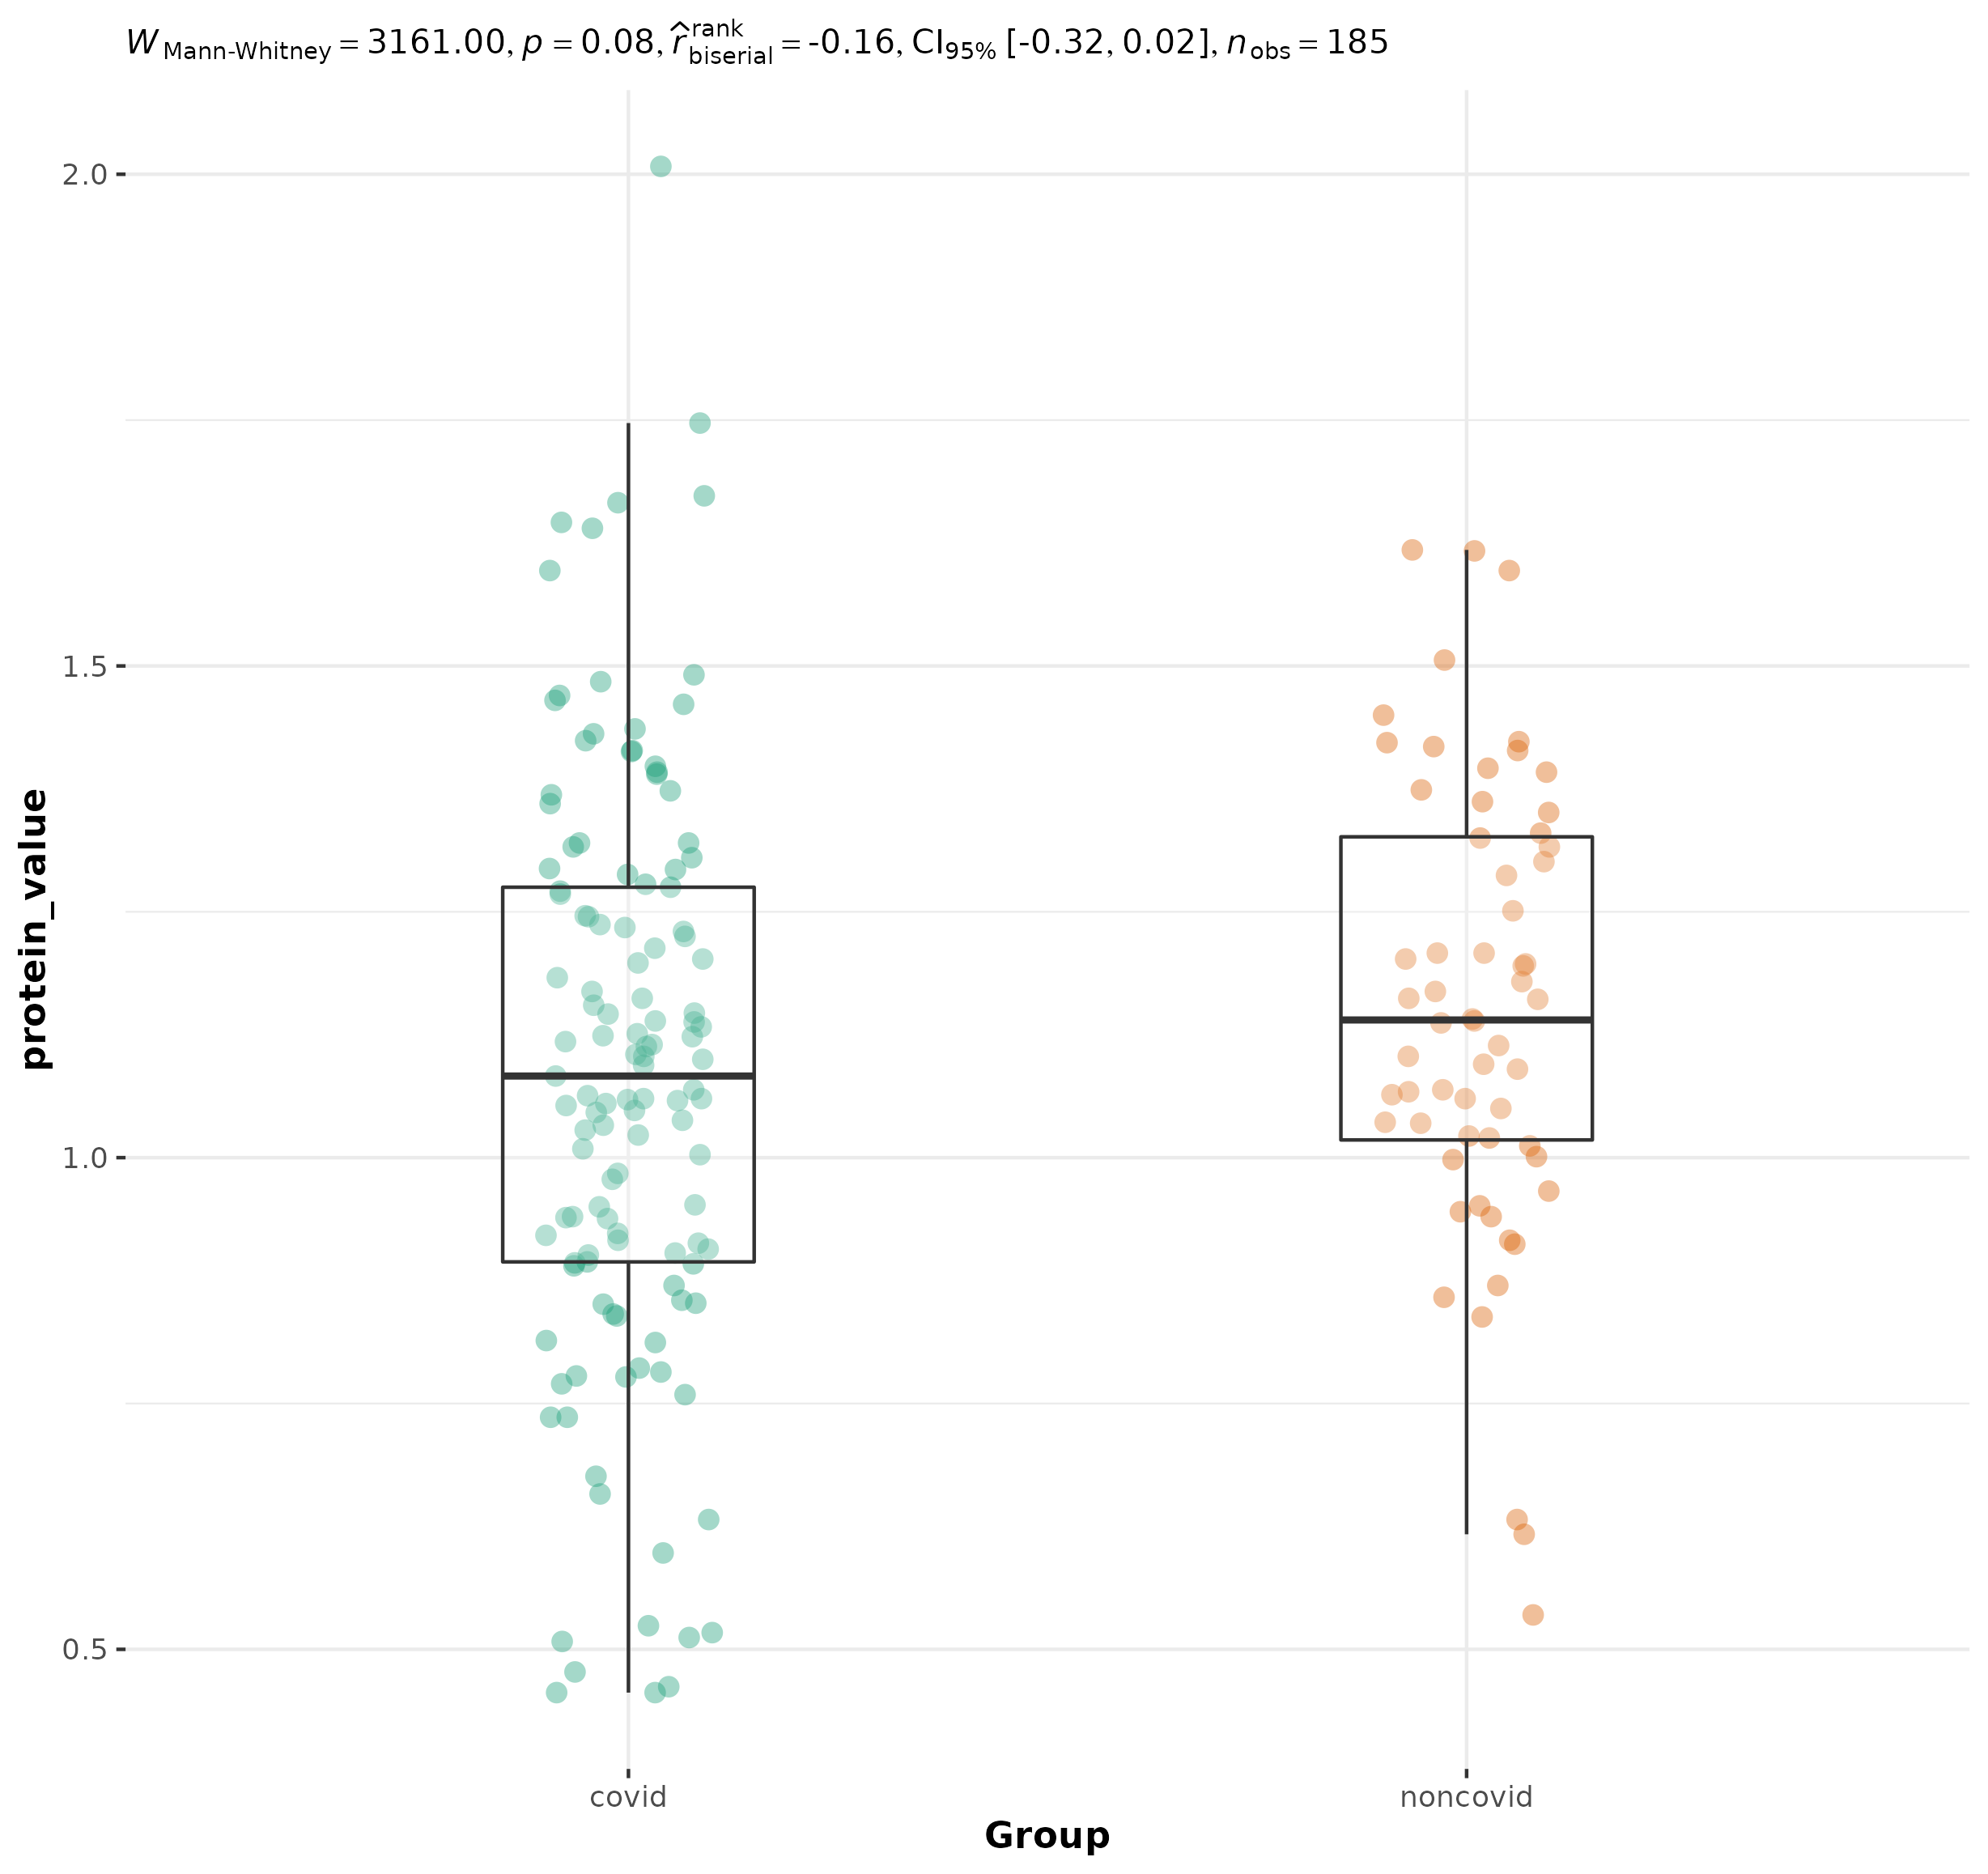 W Mann-Whitney = 3161.00, p = 0.08, r̂ rank biserial = -0.16, CI95% [-0.32, 0.02], nobs = 185
2.0
1.5
1.0
0.5
protein_value
covid noncovid
Group